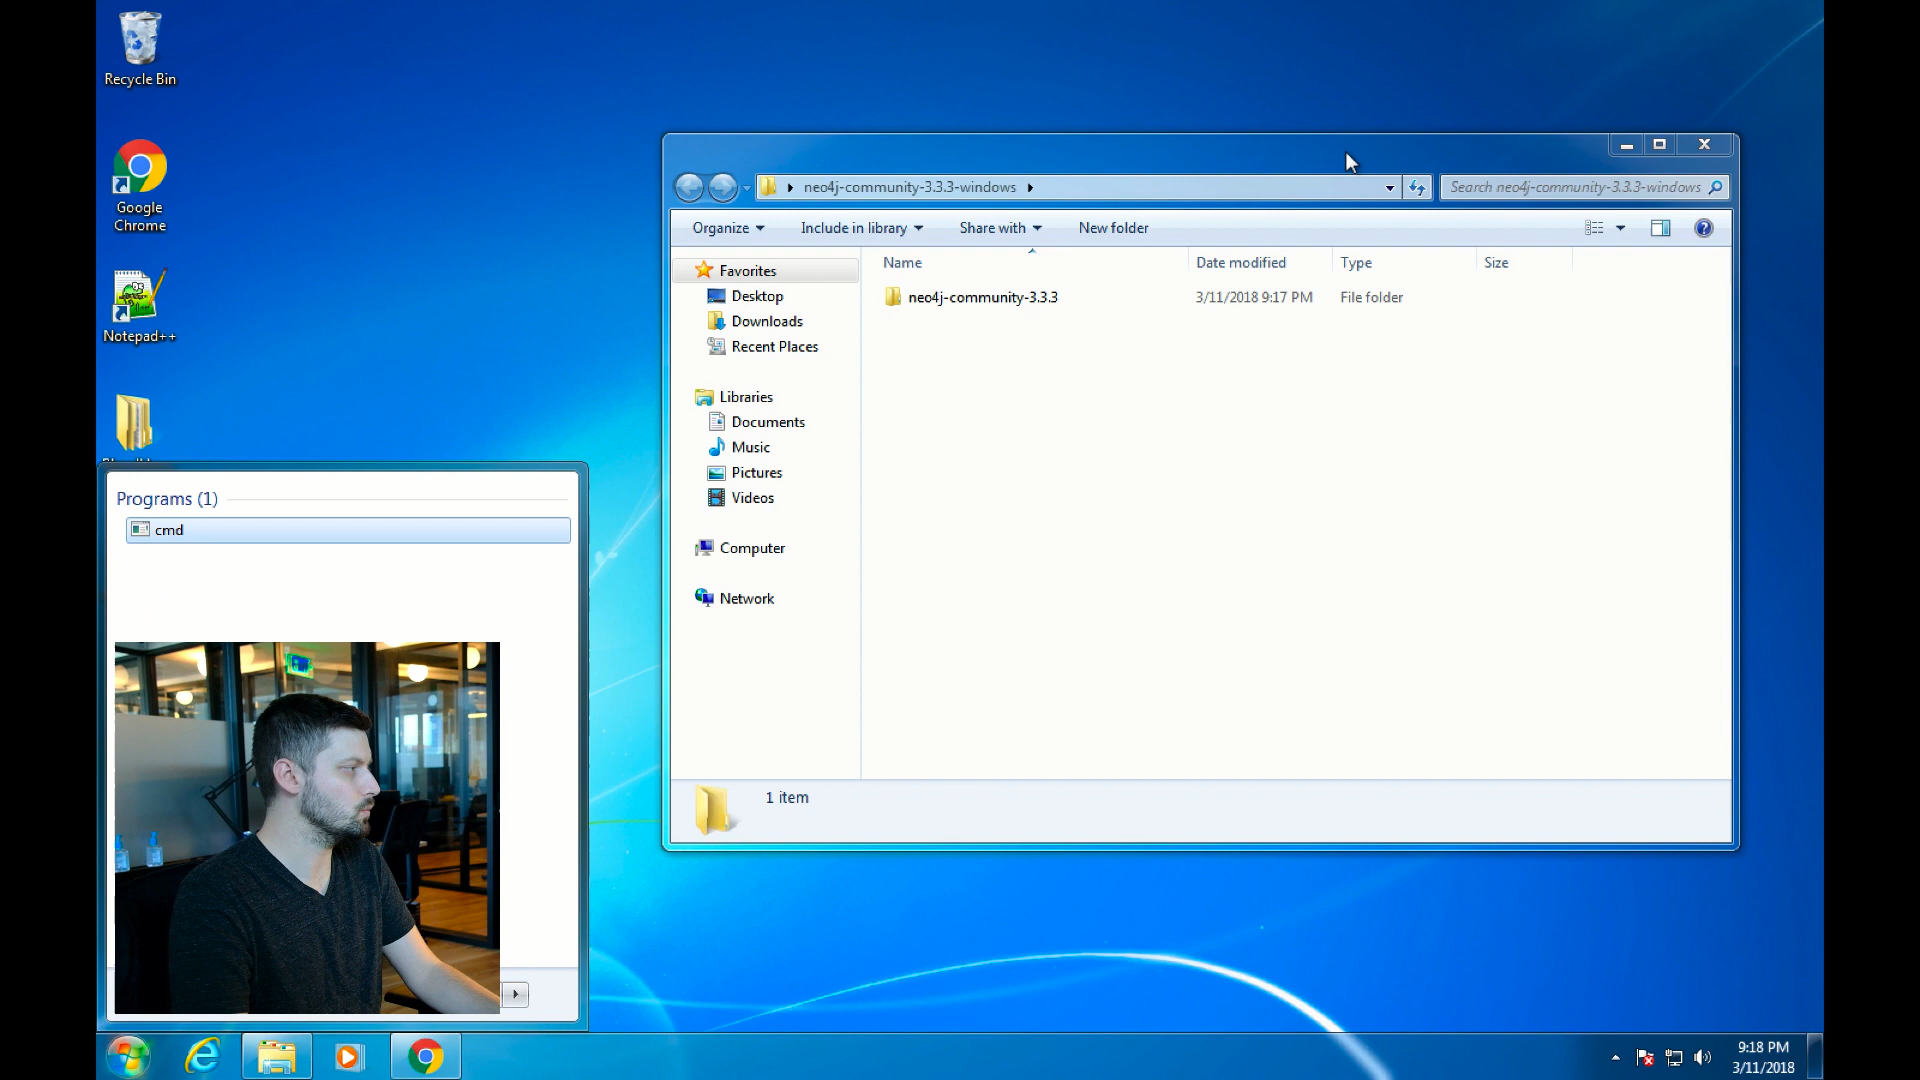 Recycle Bin
Google
Chrome
Notepad++
Programs (1)
cmd
neo4j-community-3.3.3-windows
Search neo4j-community-3.3.3-windows
Organize
Include in library
Share with
New folder
Name
Date modified
Type
Size
Favorites
Desktop
Downloads
Recent Places
Libraries
Documents
Music
Pictures
Videos
Computer
Network
neo4j-community-3.3.3
3/11/2018 9:17 PM
File folder
1 item
9:18 PM
3/11/2018